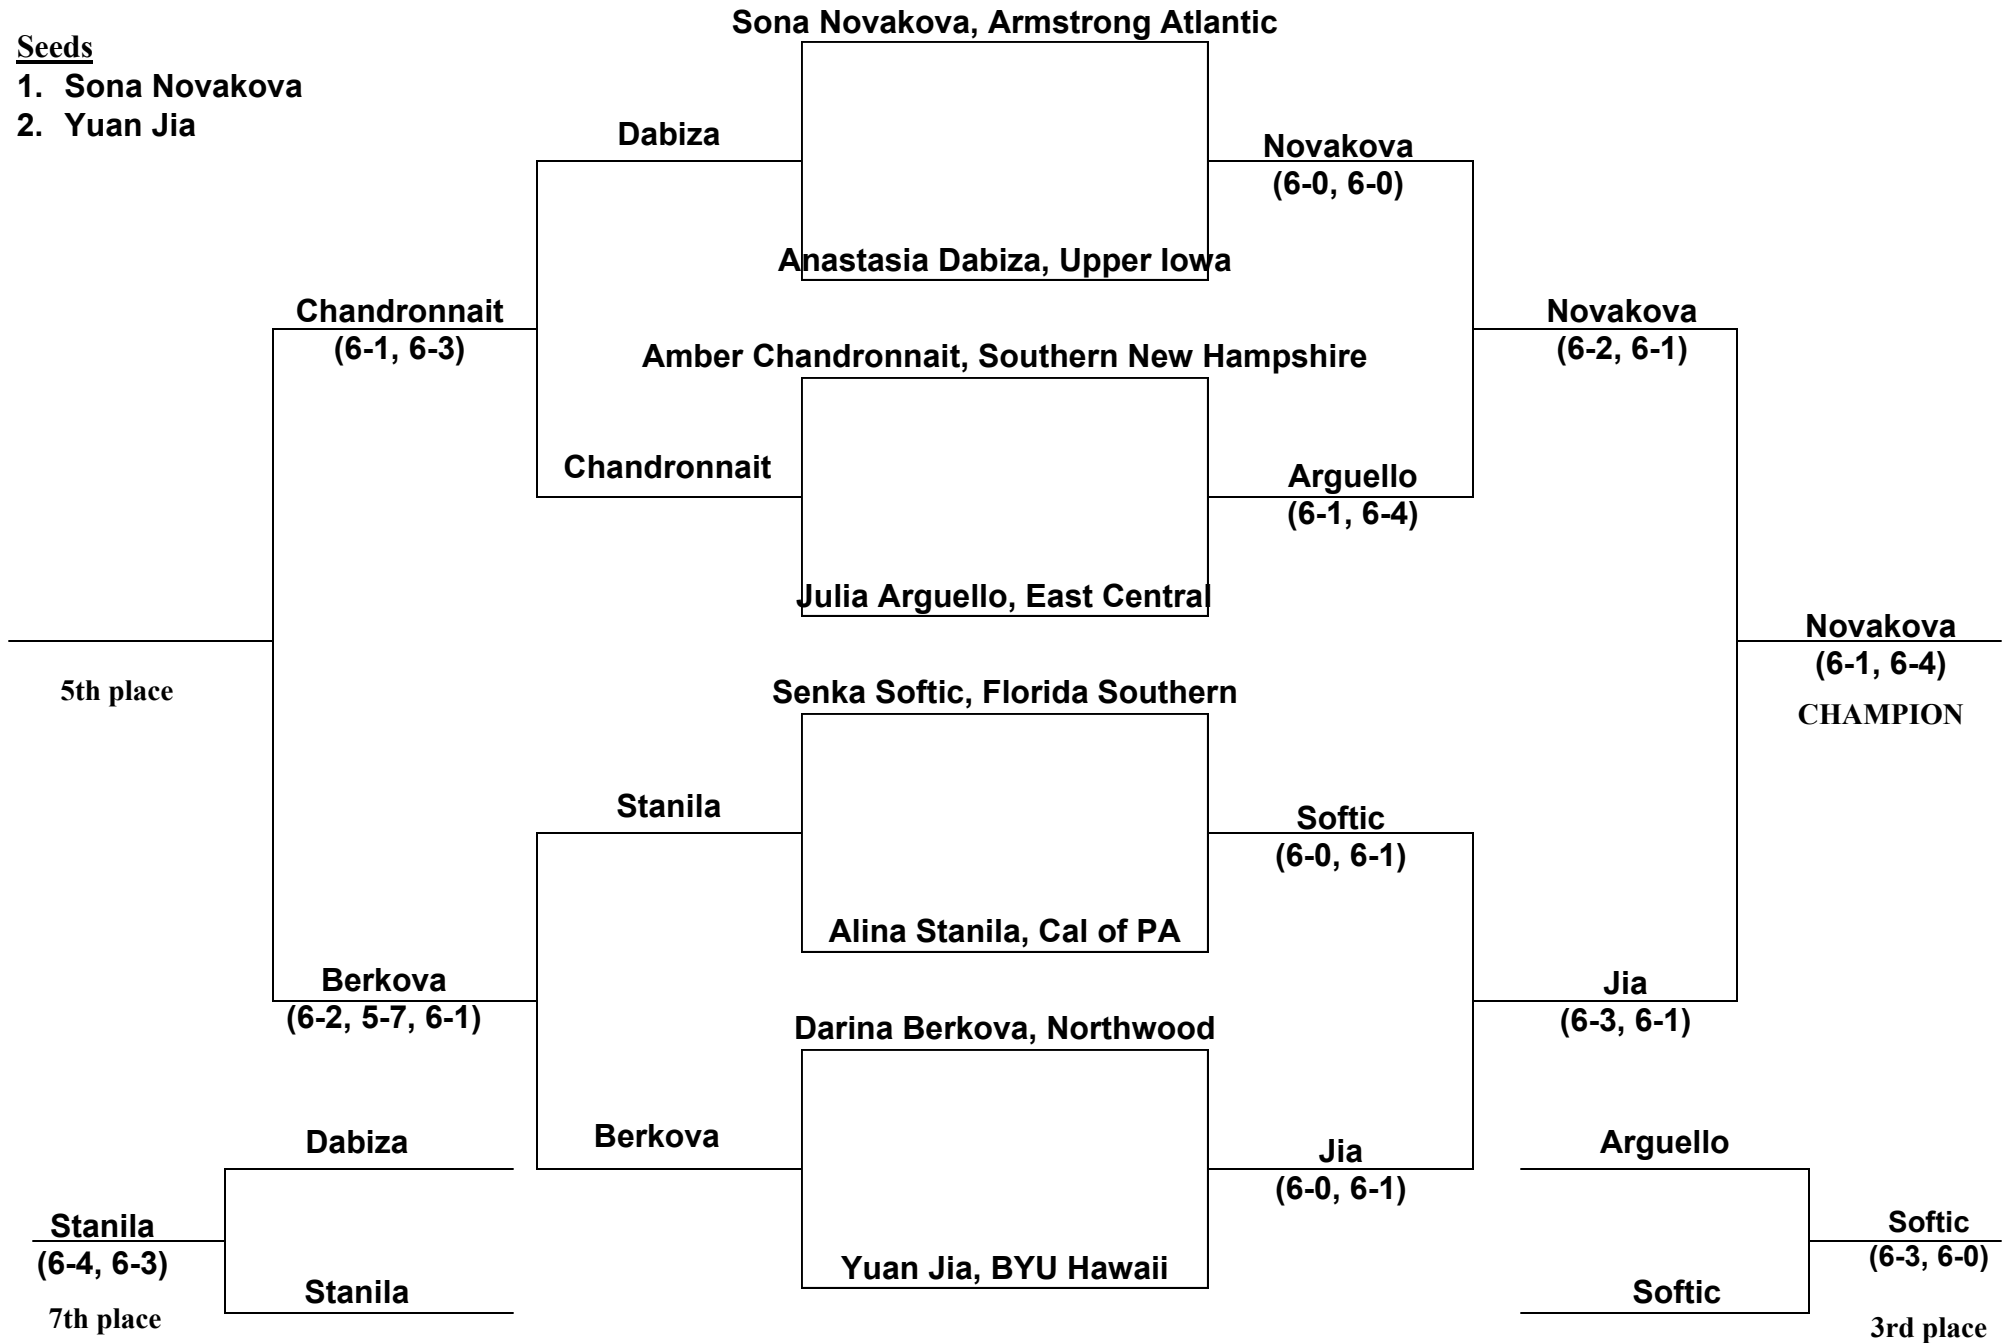 Seeds
1. Sona Novakova
2. Yuan Jia
Sona Novakova, Armstrong Atlantic
Dabiza
Novakova
(6-0, 6-0)
Anastasia Dabiza, Upper Iowa
Chandronnait
(6-1, 6-3)
Novakova
(6-2, 6-1)
Amber Chandronnait, Southern New Hampshire
Chandronnait
Arguello
(6-1, 6-4)
Julia Arguello, East Central
Novakova
(6-1, 6-4)
CHAMPION
5th place
Senka Softic, Florida Southern
Stanila
Softic
(6-0, 6-1)
Alina Stanila, Cal of PA
Berkova
(6-2, 5-7, 6-1)
Jia
(6-3, 6-1)
Darina Berkova, Northwood
Berkova
Jia
(6-0, 6-1)
Yuan Jia, BYU Hawaii
Dabiza
Stanila
(6-4, 6-3)
Stanila
7th place
Arguello
Softic
(6-3, 6-0)
Softic
3rd place